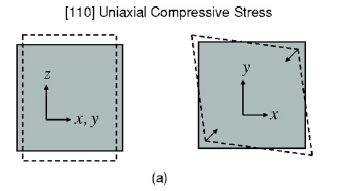 [110] Uniaxial Compressive Stress
z
x, y
y
x
(a)